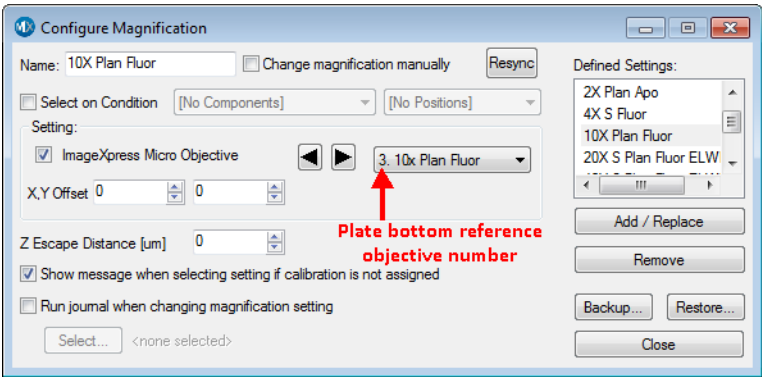 MX Configure Magnification
Name: 10X Plan Fluor
Change magnification manually
Resync
Select on Condition
[No Components]
[No Positions]
Setting:
ImageXpress Micro Objective
3. 10x Plan Fluor
X,Y Offset 0
0
Plate bottom reference
objective number
Z Escape Distance [um]
0
Show message when selecting setting if calibration is not assigned
Run journal when changing magnification setting
Select...
<none selected>
Defined Settings:
2X Plan Apo
4X S Fluor
10X Plan Fluor
20X S Plan Fluor ELW
Add / Replace
Remove
Backup...
Restore...
Close